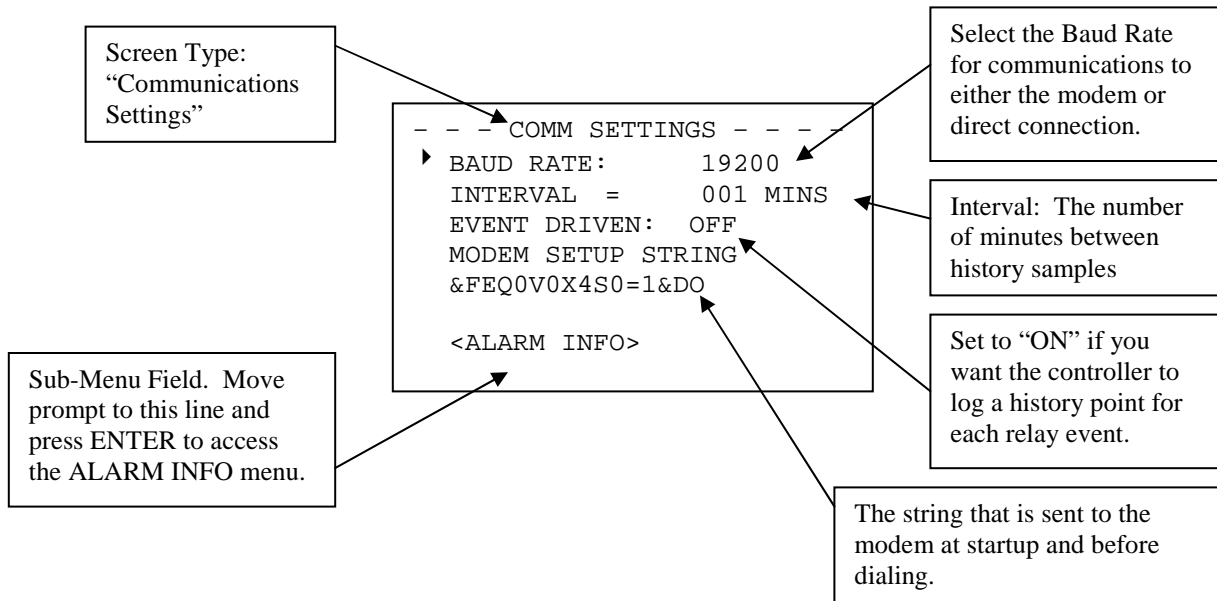 Screen Type:
“Communications
Settings”
Select the Baud Rate
for communications to
either the modem or
direct connection.
- - - COMM SETTINGS - - - -
BAUD RATE: 19200
INTERVAL = 001 MINS
EVENT DRIVEN: OFF
MODEM SETUP STRING
&FEQ0V0X4S0=1&DO
<ALARM INFO>
Interval: The number
of minutes between
history samples
Set to “ON” if you
want the controller to
log a history point for
each relay event.
Sub-Menu Field. Move
prompt to this line and
press ENTER to access
the ALARM INFO menu.
The string that is sent to the
modem at startup and before
dialing.